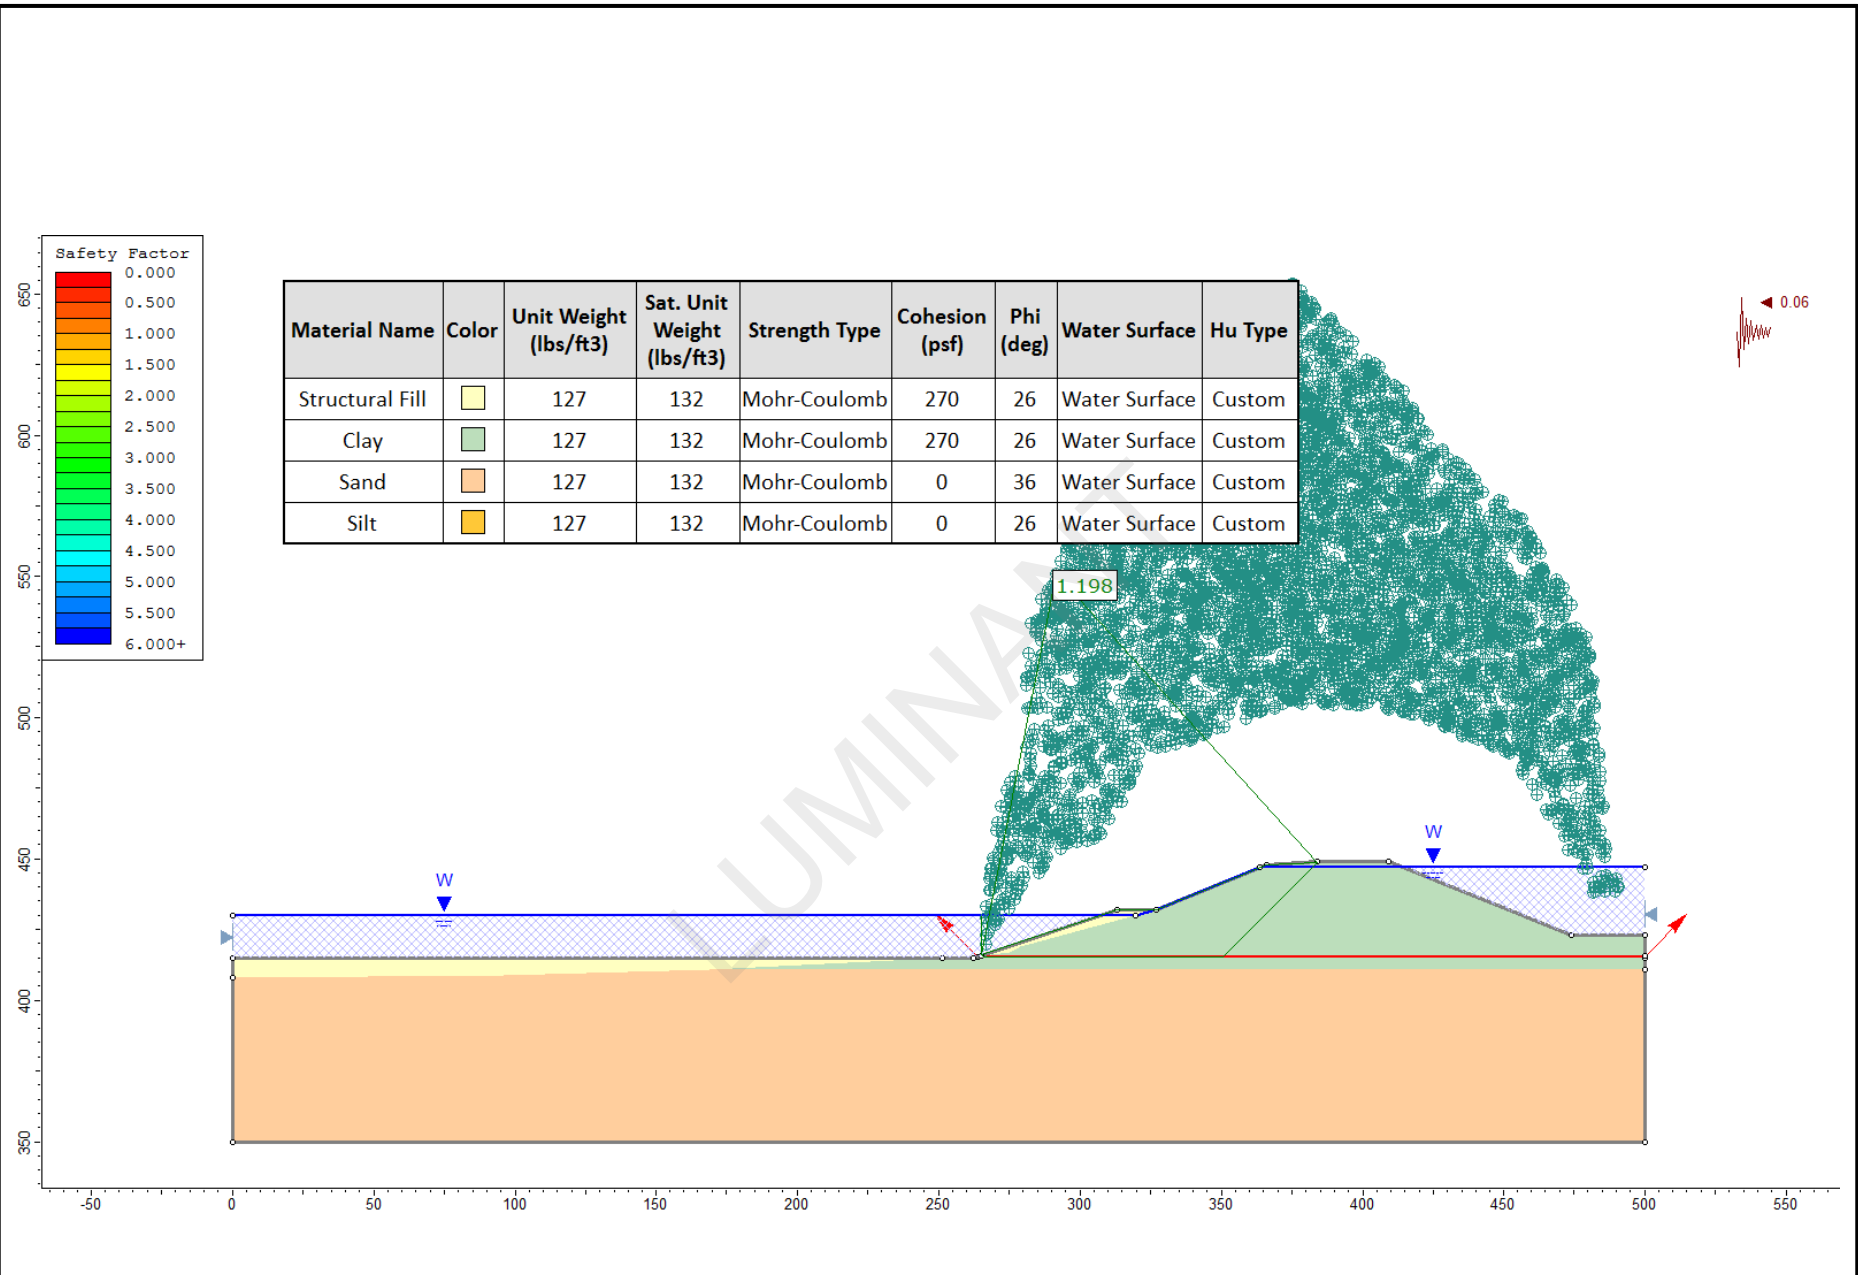 Safety Factor
0.000
0.500
1.000
1.500
2.000
2.500
3.000
3.500
4.000
4.500
5.000
5.500
6.000+
Material Name Color Unit Weight (lbs/ft3) Sat. Unit Weight (lbs/ft3) Strength Type Cohesion (psf) Phi (deg) Water Surface Hu Type
Structural Fill 127 132 Mohr-Coulomb 270 26 Water Surface Custom
Clay 127 132 Mohr-Coulomb 270 26 Water Surface Custom
Sand 127 132 Mohr-Coulomb 0 36 Water Surface Custom
Silt 127 132 Mohr-Coulomb 0 26 Water Surface Custom
0.06
1.198
LUMINANT
W
W
650
600
550
500
450
400
350
-50 0 50 100 150 200 250 300 350 400 450 500 550